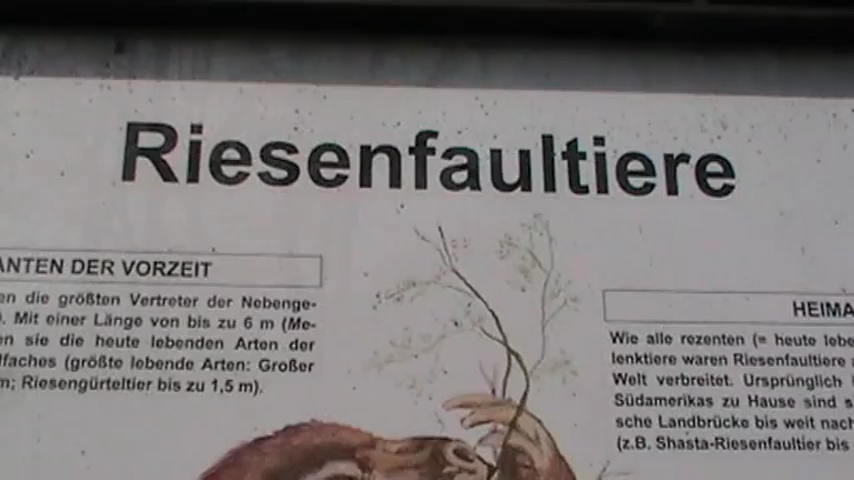 Riesenfaultiere
ANTEN DER VORZEIT
en die größten Vertreter der Nebenge-
). Mit einer Länge von bis zu 6 m (Me-
n sie die heute lebenden Arten der
lfaches (größte lebende Arten: Großer
m; Riesengürteltier bis zu 1,5 m).
HEIMA
Wie alle rezenten (= heute lebe
lenktiere waren Riesenfaultiere
Welt verbreitet. Ursprünglich
Südamerikas zu Hause sind s
sche Landbrücke bis weit nach
(z.B. Shasta-Riesenfaultier bis